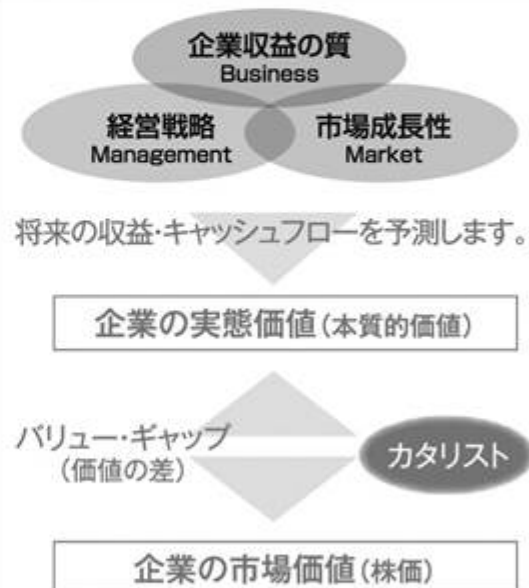 企業収益の質
Business
経営戦略
Management
市場成長性
Market
将来の収益・キャッシュフローを予測します。
企業の実態価値(本質的価値)
バリュー・ギャップ
(価値の差)
カタリスト
企業の市場価値(株価)